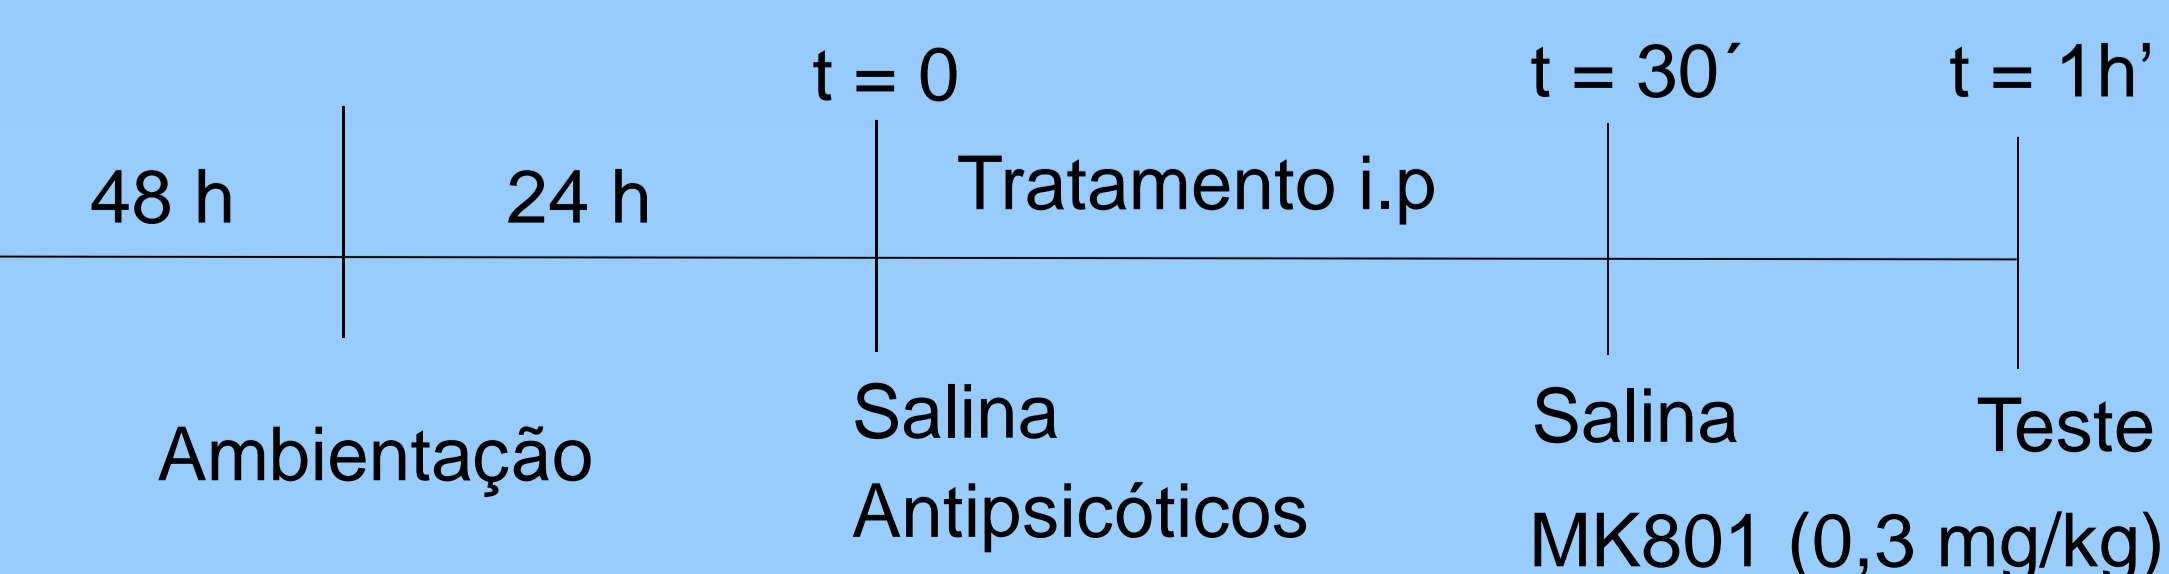 t = 0
t = 30´
t = 1h’
48 h
24 h
Tratamento i.p
Ambientação
Salina
Antipsicóticos
Salina
MK801 (0,3 mg/kg)
Teste